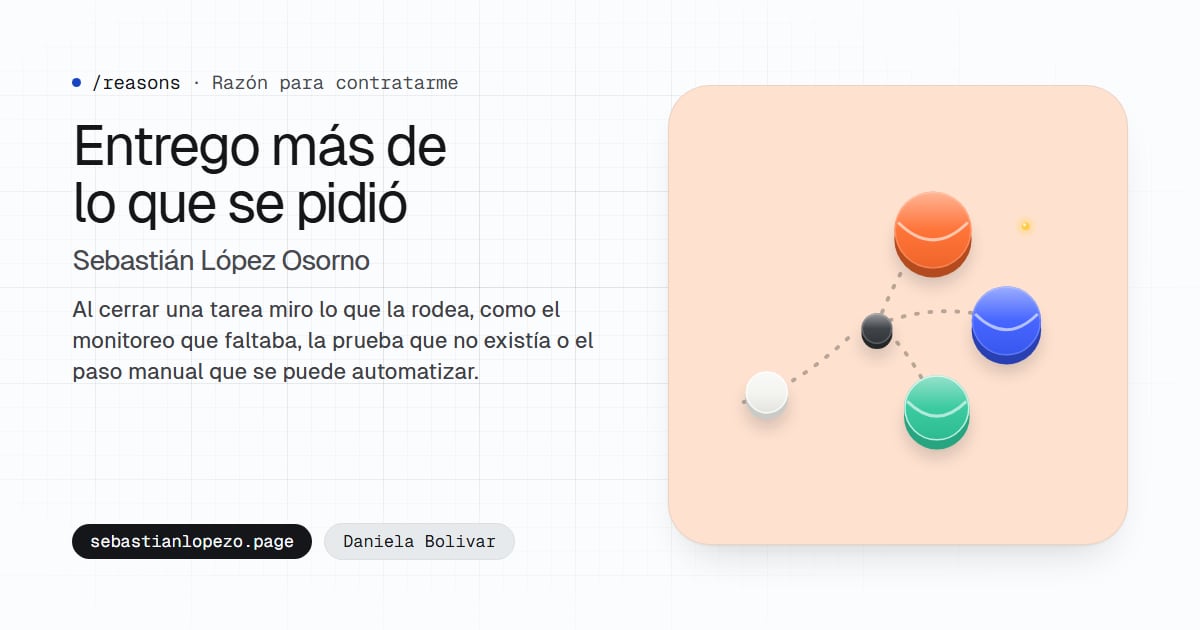 /reasons · Razón para contratarme
Entrego más de
lo que se pidió
Sebastián López Osorno
Al cerrar una tarea miro lo que la rodea, como el
monitoreo que faltaba, la prueba que no existía o el
paso manual que se puede automatizar.
sebastianlopezo.page
Daniela Bolivar